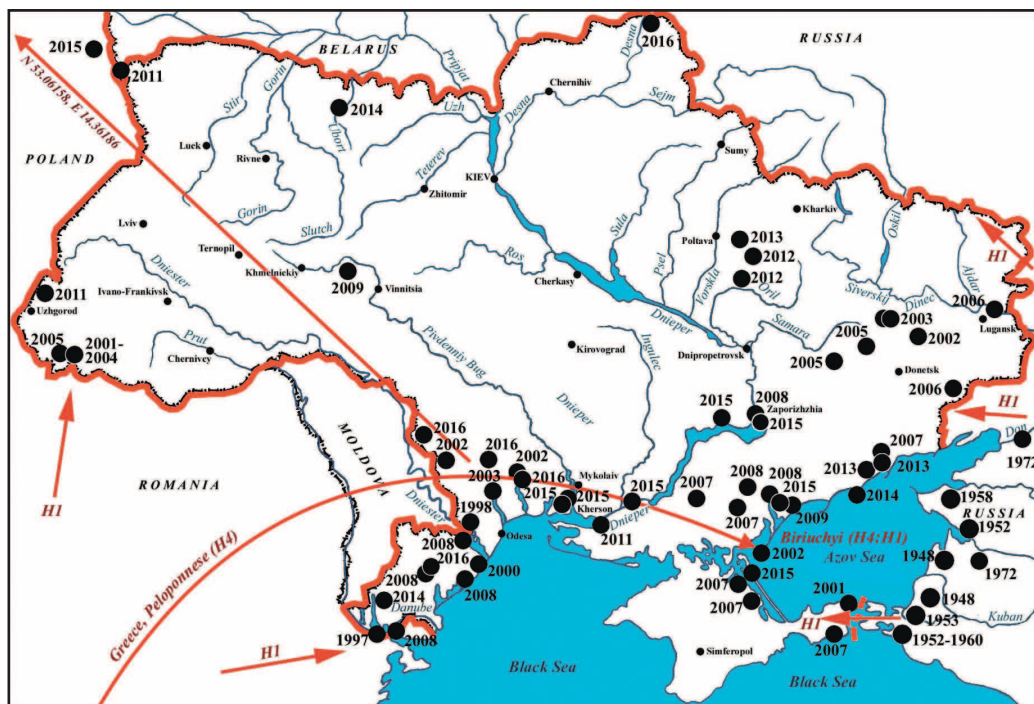 2015
BELARUS
2016
RUSSIA
2011
N 53.06158, E 14.36186
Gorin
Pripjat
Desna
Stir
2014
Uzh
Desna
Chernihiv
Sejm
Ubort
Luck
Rivne
POLAND
Teterev
Sumy
KIEV
Zhitomir
Gorin
Slutch
Lviv
Sula
Kharkiv
Oskil
Psel
Poltava
2013
H1
Ternopil
Ros
Vorskla
2012
Dniester
Khmelnickiy
2009
Vinnitsia
Cherkasy
2012
Oril
Ajdar
2011
Ivano-Frankivsk
Siverskij
Dinec
2006
Uzhgorod
Dnieper
Samara
2003
Lugansk
2005
2002
2005
2001-
2004
Prut
Chernivey
Pivdenniy Bug
Kirovograd
Ingulec
Dnipropetrovsk
2005
Donetsk
2006
Dnieper
2015
2008
Zaporizhzhia
2015
H1
Don
MOLDOVA
2016
2002
2016
2002
2007
2013
2013
1972
ROMANIA
2003
2016
Mykolaiv
2015
2015
Kherson
2015
2007
2008
2008
2015
2014
1958
RUSSIA
H1
Dniester
1998
Dnieper
2011
2007
2009
1952
Odesa
Biriuchyi (H4:H1)
2008
2002
Azov Sea
Greece, Peloponnese (H4)
2016
2008
2000
2015
1948
1972
2008
2007
2014
2007
2001
1948
Danube
Kuban
1997
2008
H1
1953
2007
1952-1960
H1
Simferopol
Black Sea
Black Sea